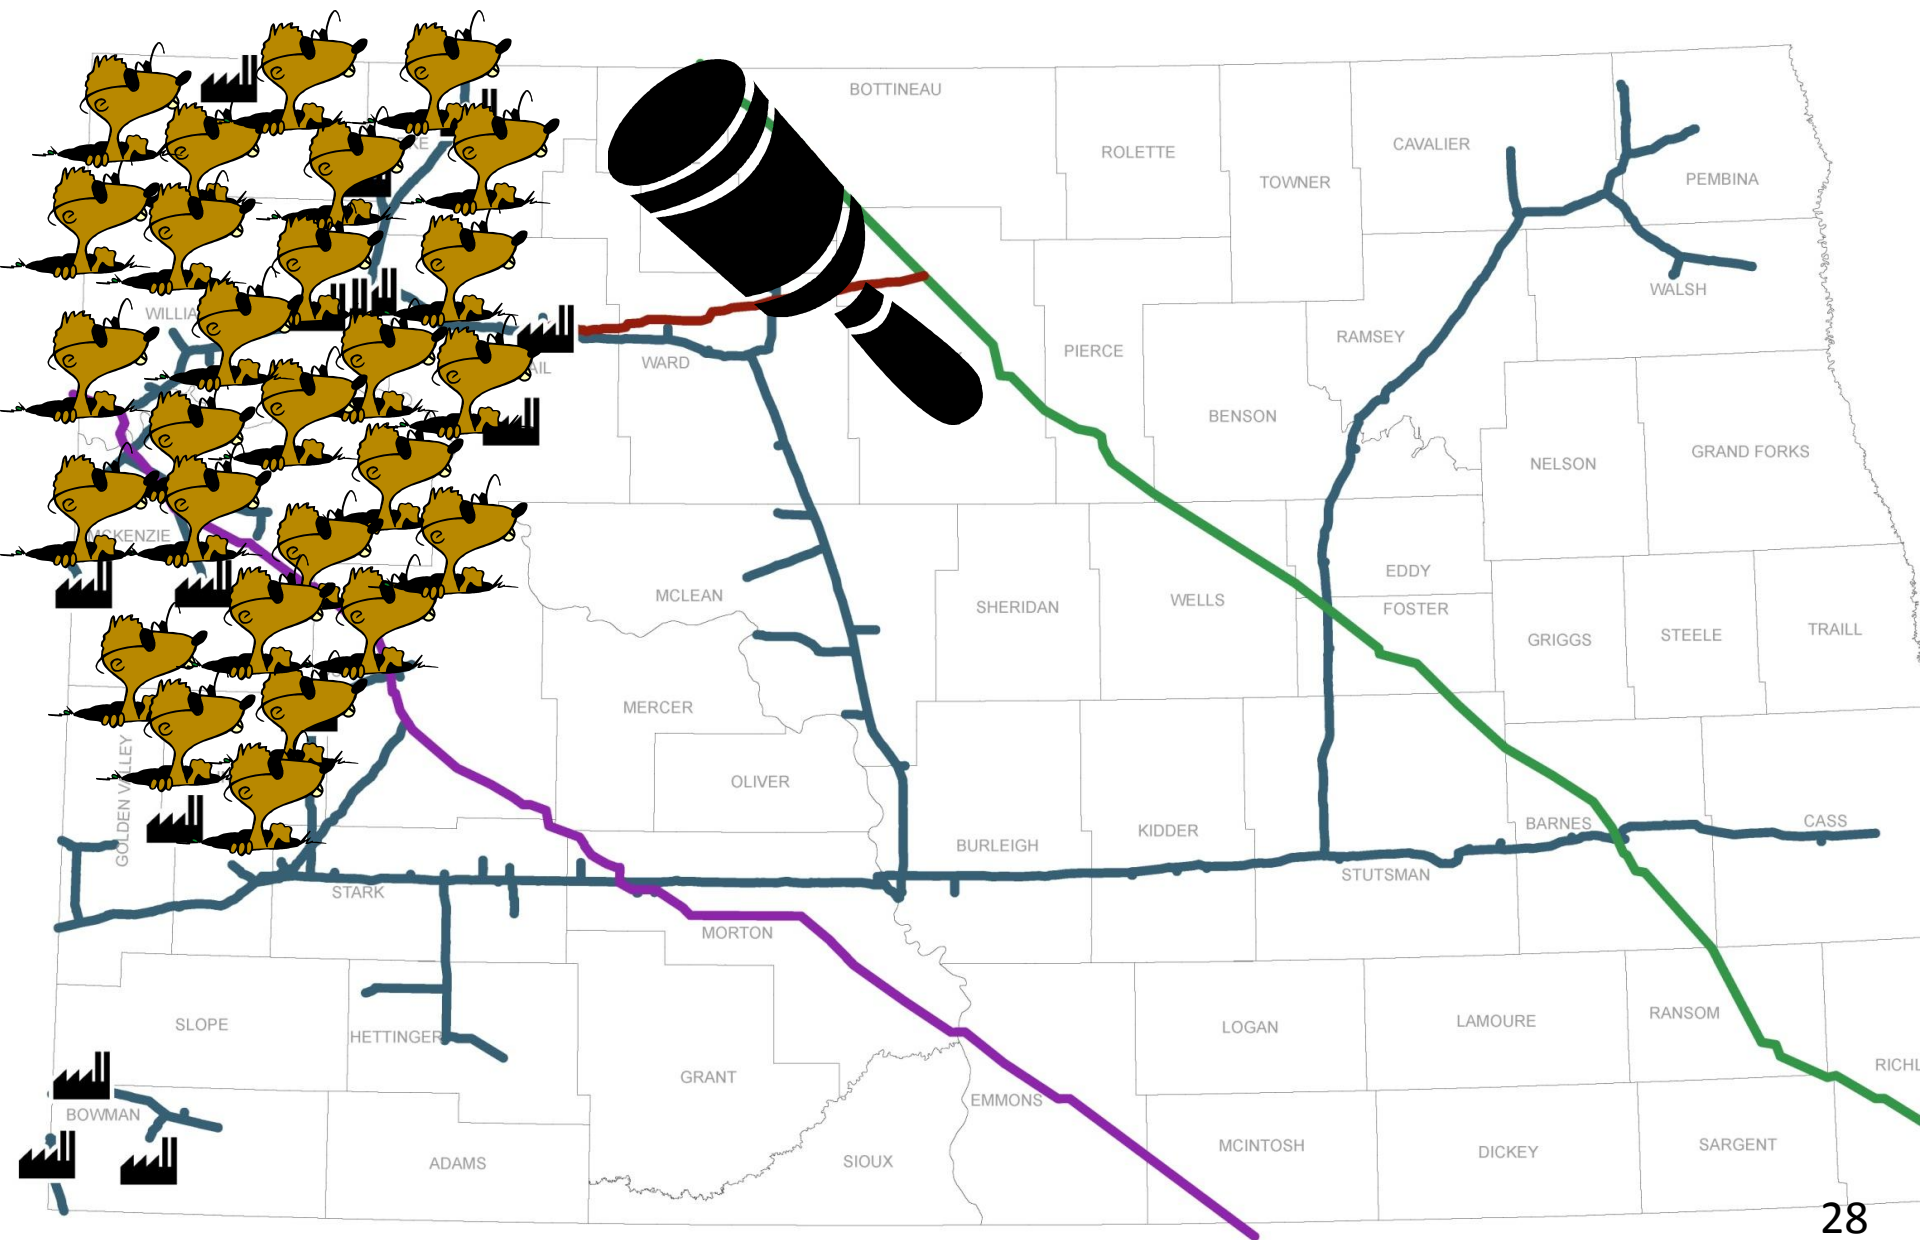 BOTTINEAU
ROLETTE
CAVALIER
TOWNER
PEMBINA
WALSH
WARD
PIERCE
RAMSEY
BENSON
NELSON
GRAND FORKS
MCKENZIE
MCLEAN
SHERIDAN
WELLS
EDDY
FOSTER
GRIGGS
STEELE
TRAILL
MERCER
OLIVER
GOLDEN VALLEY
BURLEIGH
KIDDER
BARNES
CASS
STARK
STUTSMAN
MORTON
SLOPE
HETTINGER
LOGAN
LAMOURE
RANSOM
GRANT
EMMONS
BOWMAN
ADAMS
SIOUX
MCINTOSH
DICKEY
SARGENT
28